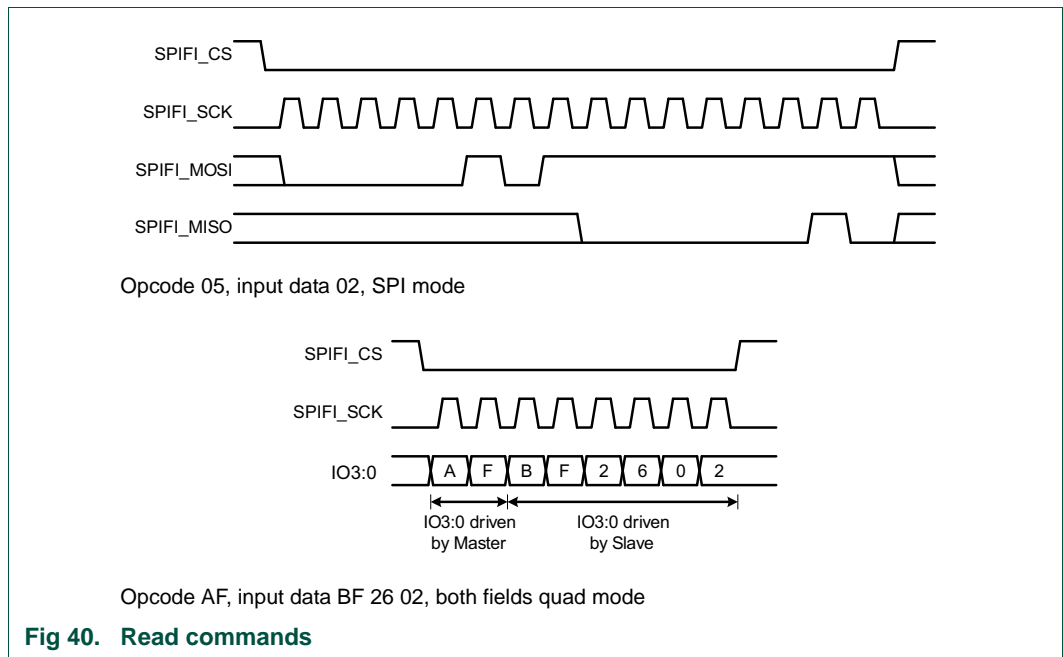 SPIFI_CS
SPIFI_SCK
SPIFI_MOSI
SPIFI_MISO
Opcode 05, input data 02, SPI mode
SPIFI_CS
SPIFI_SCK
IO3:0 A F B F 2 6 0 2
IO3:0 driven IO3:0 driven
by Master by Slave
Opcode AF, input data BF 26 02, both fields quad mode
Fig 40. Read commands